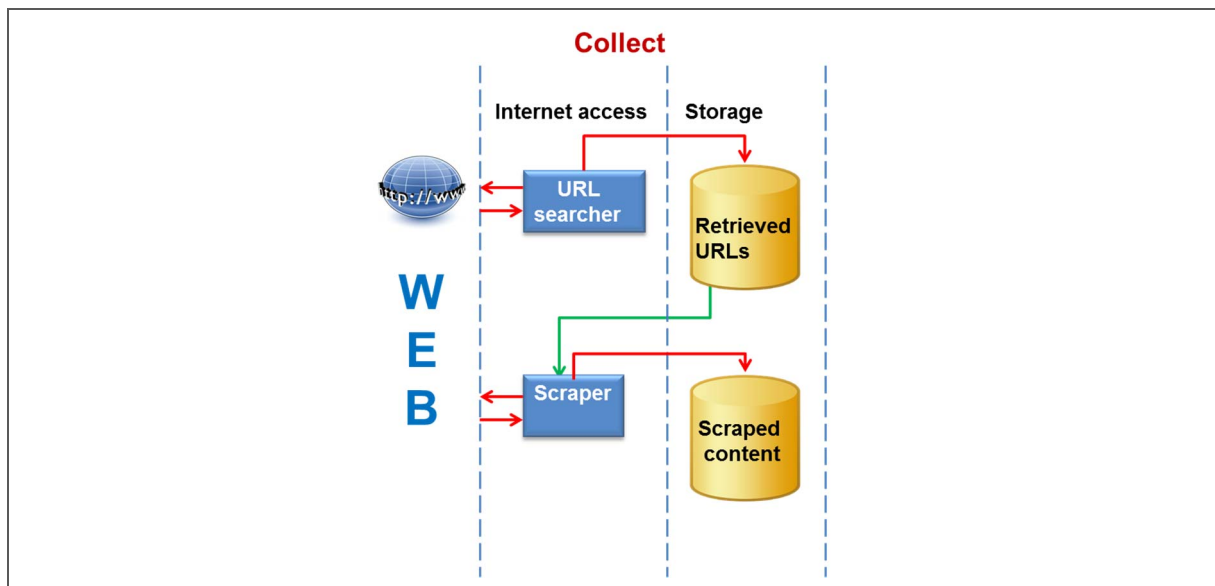 Collect
Internet access
Storage
http://www
URL
searcher
Retrieved
URLs
W
E
B
Scraper
Scraped
content